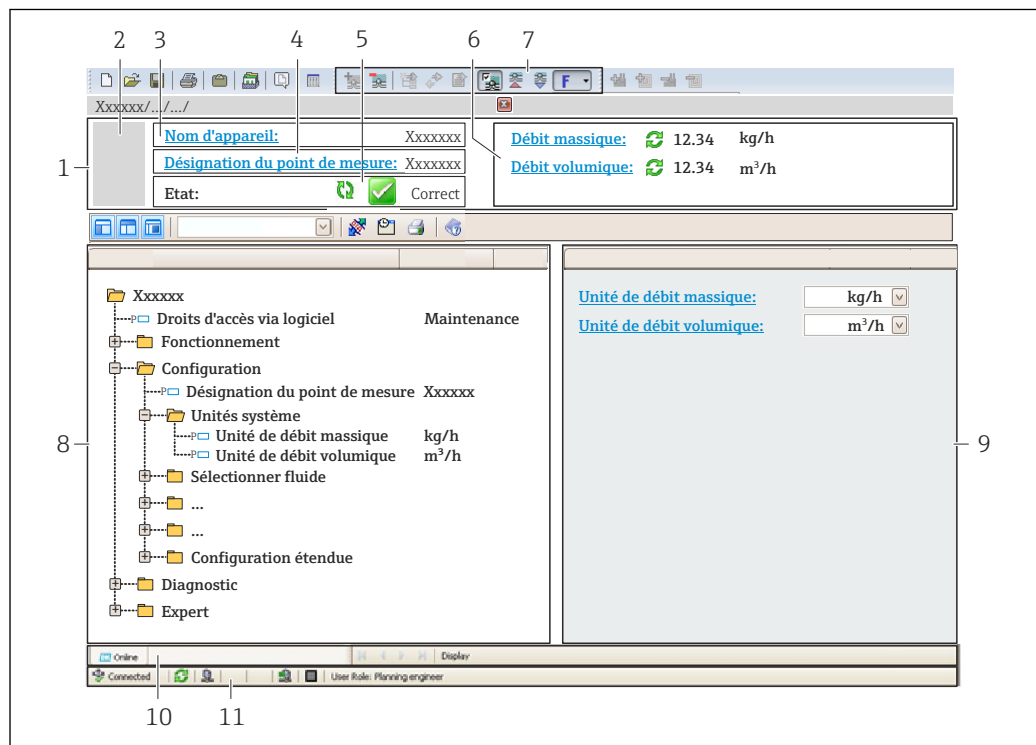 2 3 4 5 6 7
F
Xxxxxx/.../.../
1
Nom d'appareil: Xxxxxxx
Désignation du point de mesure: Xxxxxxx
Etat: Correct
Débit massique: 12.34 kg/h
Débit volumique: 12.34 m³/h
Xxxxxx
P Droits d'accès via logiciel Maintenance
Fonctionnement
Configuration
P Désignation du point de mesure Xxxxxx
Unités système
P Unité de débit massique kg/h
P Unité de débit volumique m³/h
Sélectionner fluide
...
...
Configuration étendue
Diagnostic
Expert
8
Unité de débit massique: kg/h
Unité de débit volumique: m³/h
9
Online Display
Connected User Role: Planning engineer
10 11